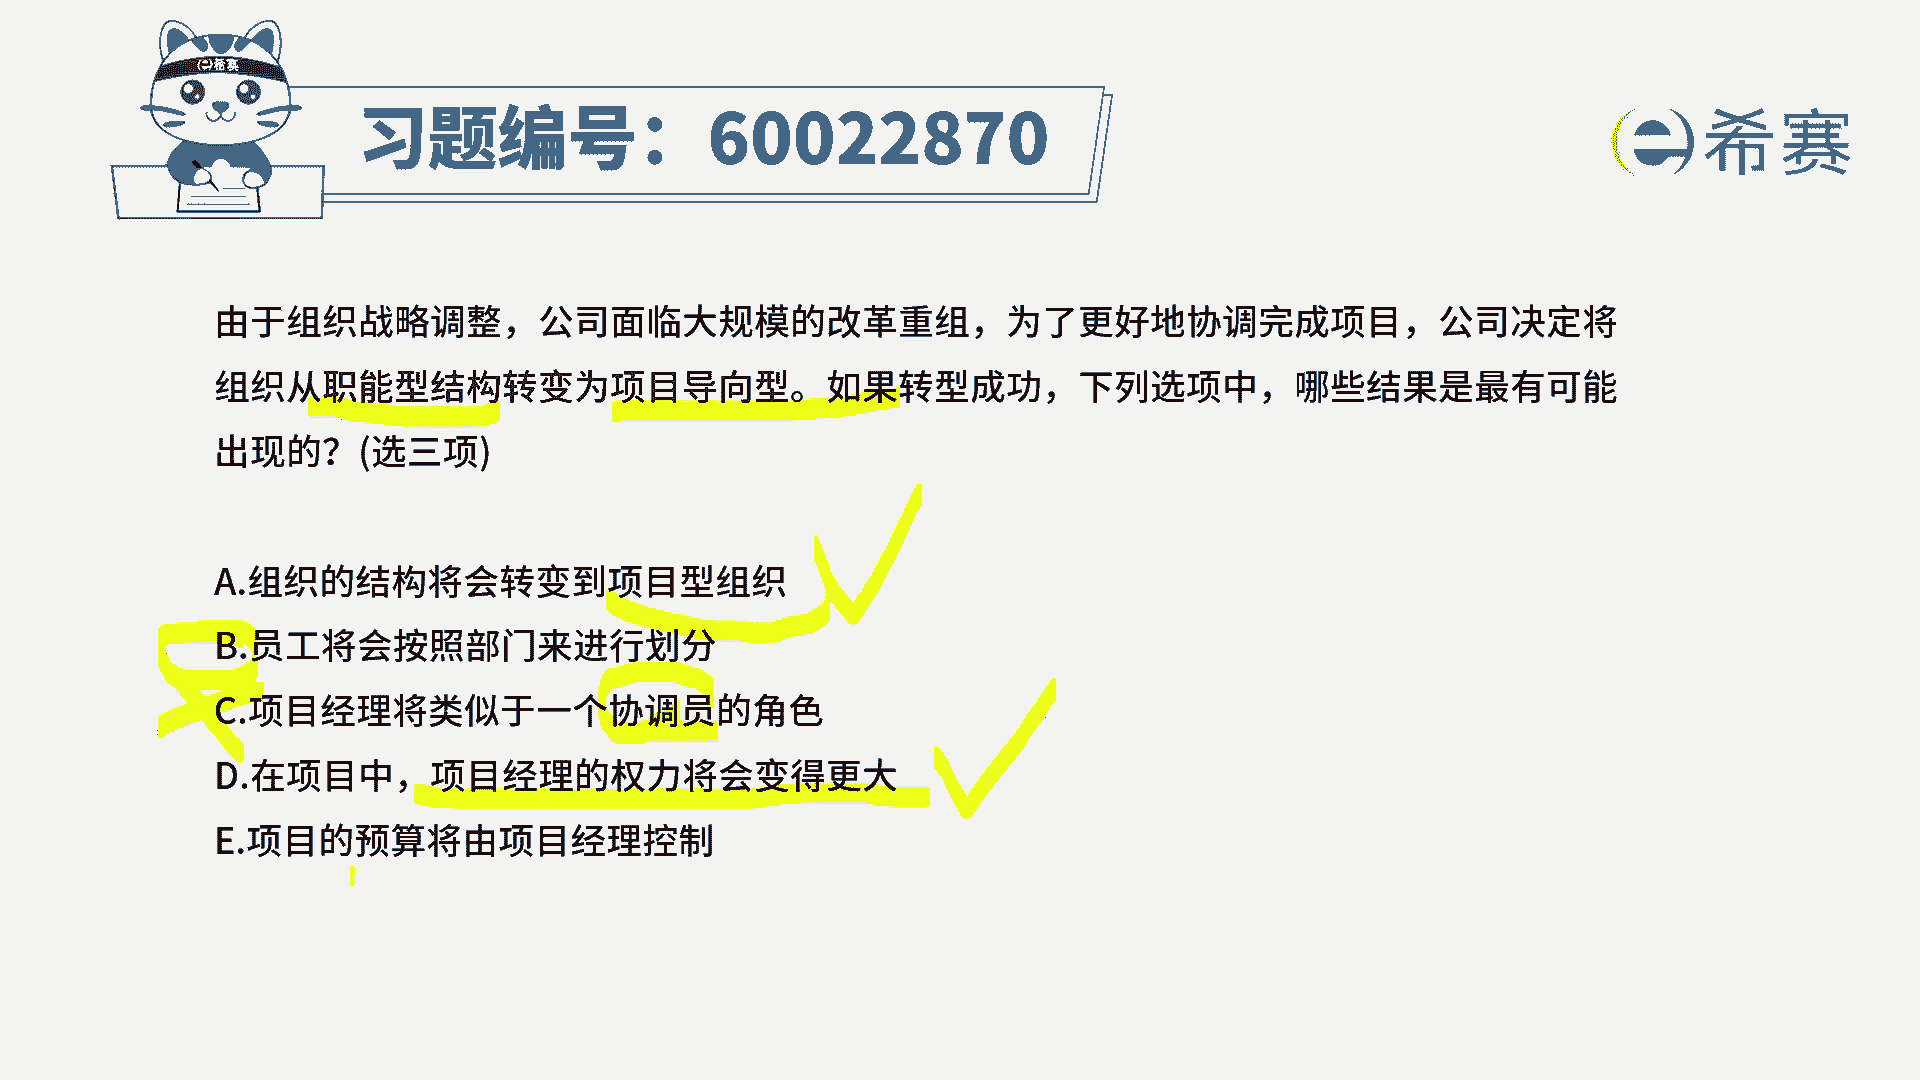 希赛
习题编号：60022870
希赛
由于组织战略调整，公司面临大规模的改革重组，为了更好地协调完成项目，公司决定将
组织从职能型结构转变为项目导向型。如果转型成功，下列选项中，哪些结果是最有可能
出现的？(选三项)
A.组织的结构将会转变到项目型组织
B.员工将会按照部门来进行划分
C.项目经理将类似于一个协调员的角色
D.在项目中，项目经理的权力将会变得更大
E.项目的预算将由项目经理控制